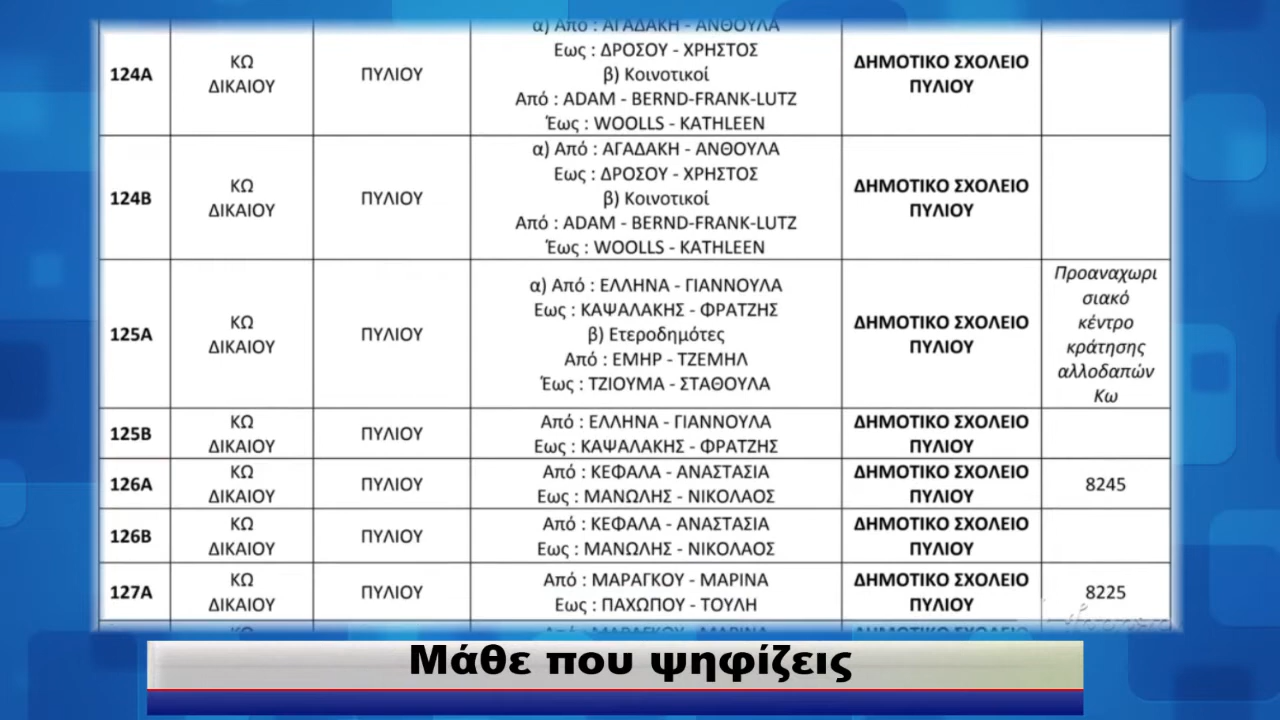 α) Από : ΑΓΑΔΑΚΗ - ΑΝΘΟΥΛΑ
124Α
ΚΩ
ΔΙΚΑΙΟΥ
ΠΥΛΙΟΥ
Εως : ΔΡΟΣΟΥ - ΧΡΗΣΤΟΣ
β) Κοινοτικοί
Από : ADAM - BERND-FRANK-LUTZ
Έως : WOOLLS - KATHLEEN
ΔΗΜΟΤΙΚΟ ΣΧΟΛΕΙΟ
ΠΥΛΙΟΥ
124Β
ΚΩ
ΔΙΚΑΙΟΥ
ΠΥΛΙΟΥ
α) Από : ΑΓΑΔΑΚΗ - ΑΝΘΟΥΛΑ
Εως : ΔΡΟΣΟΥ - ΧΡΗΣΤΟΣ
β) Κοινοτικοί
Από : ADAM - BERND-FRANK-LUTZ
Έως : WOOLLS - KATHLEEN
ΔΗΜΟΤΙΚΟ ΣΧΟΛΕΙΟ
ΠΥΛΙΟΥ
125Α
ΚΩ
ΔΙΚΑΙΟΥ
ΠΥΛΙΟΥ
α) Από : ΕΛΛΗΝΑ - ΓΙΑΝΝΟΥΛΑ
Εως : ΚΑΨΑΛΑΚΗΣ - ΦΡΑΤΖΗΣ
β) Ετεροδημότες
Από : ΕΜΗΡ - ΤΖΕΜΗΛ
Έως : ΤΖΙΟΥΜΑ - ΣΤΑΘΟΥΛΑ
ΔΗΜΟΤΙΚΟ ΣΧΟΛΕΙΟ
ΠΥΛΙΟΥ
Προαναχωρι
σιακό
κέντρο
κράτησης
αλλοδαπών
Κω
125Β
ΚΩ
ΔΙΚΑΙΟΥ
ΠΥΛΙΟΥ
Από : ΕΛΛΗΝΑ - ΓΙΑΝΝΟΥΛΑ
Εως : ΚΑΨΑΛΑΚΗΣ - ΦΡΑΤΖΗΣ
ΔΗΜΟΤΙΚΟ ΣΧΟΛΕΙΟ
ΠΥΛΙΟΥ
126Α
ΚΩ
ΔΙΚΑΙΟΥ
ΠΥΛΙΟΥ
Από : ΚΕΦΑΛΑ - ΑΝΑΣΤΑΣΙΑ
Εως : ΜΑΝΩΛΗΣ - ΝΙΚΟΛΑΟΣ
ΔΗΜΟΤΙΚΟ ΣΧΟΛΕΙΟ
ΠΥΛΙΟΥ
8245
126Β
ΚΩ
ΔΙΚΑΙΟΥ
ΠΥΛΙΟΥ
Από : ΚΕΦΑΛΑ - ΑΝΑΣΤΑΣΙΑ
Εως : ΜΑΝΩΛΗΣ - ΝΙΚΟΛΑΟΣ
ΔΗΜΟΤΙΚΟ ΣΧΟΛΕΙΟ
ΠΥΛΙΟΥ
127Α
ΚΩ
ΔΙΚΑΙΟΥ
ΠΥΛΙΟΥ
Από : ΜΑΡΑΓΚΟΥ - ΜΑΡΙΝΑ
Εως : ΠΑΧΩΠΟΥ - ΤΟΥΛΗ
ΔΗΜΟΤΙΚΟ ΣΧΟΛΕΙΟ
ΠΥΛΙΟΥ
8225
Μάθε που ψηφίζεις